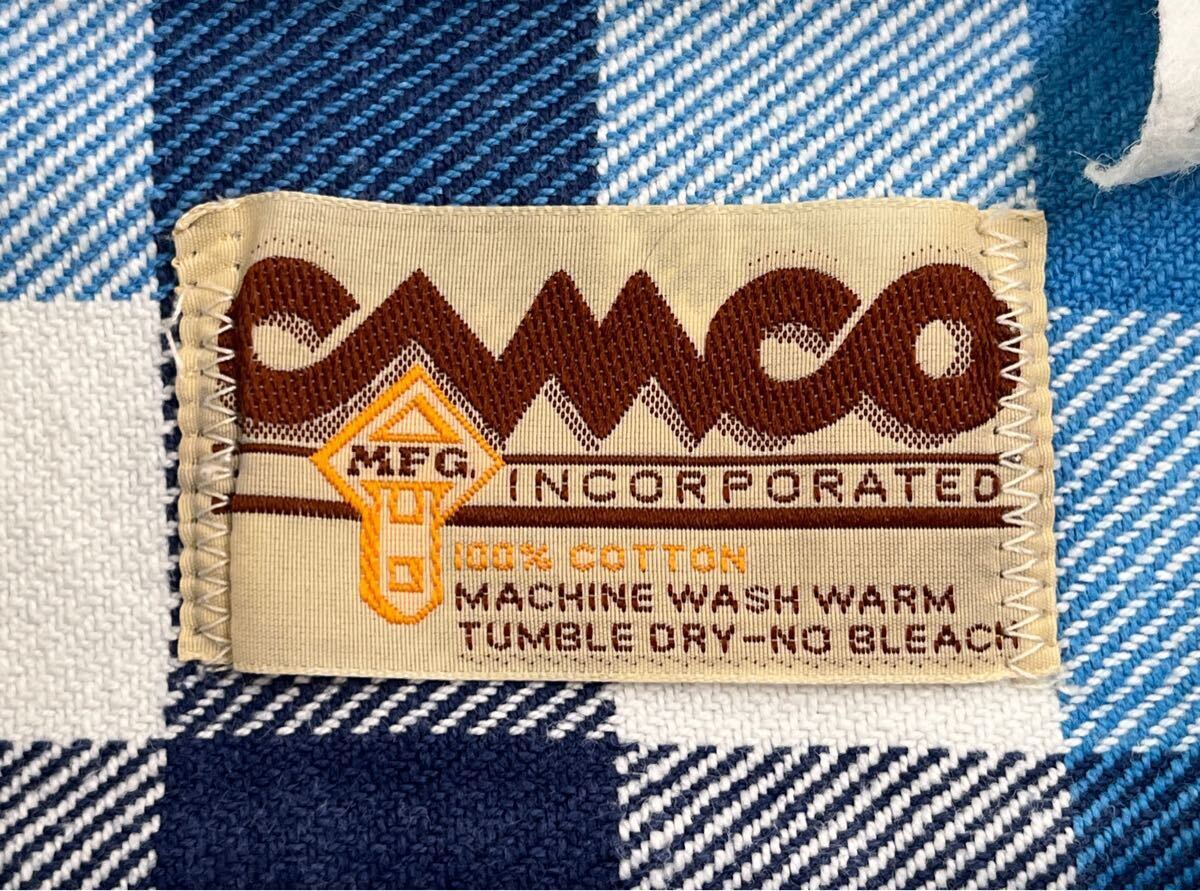 CAMCO
MFG. INCORPORATED
100% COTTON
MACHINE WASH WARM
TUMBLE DRY-NO BLEACH